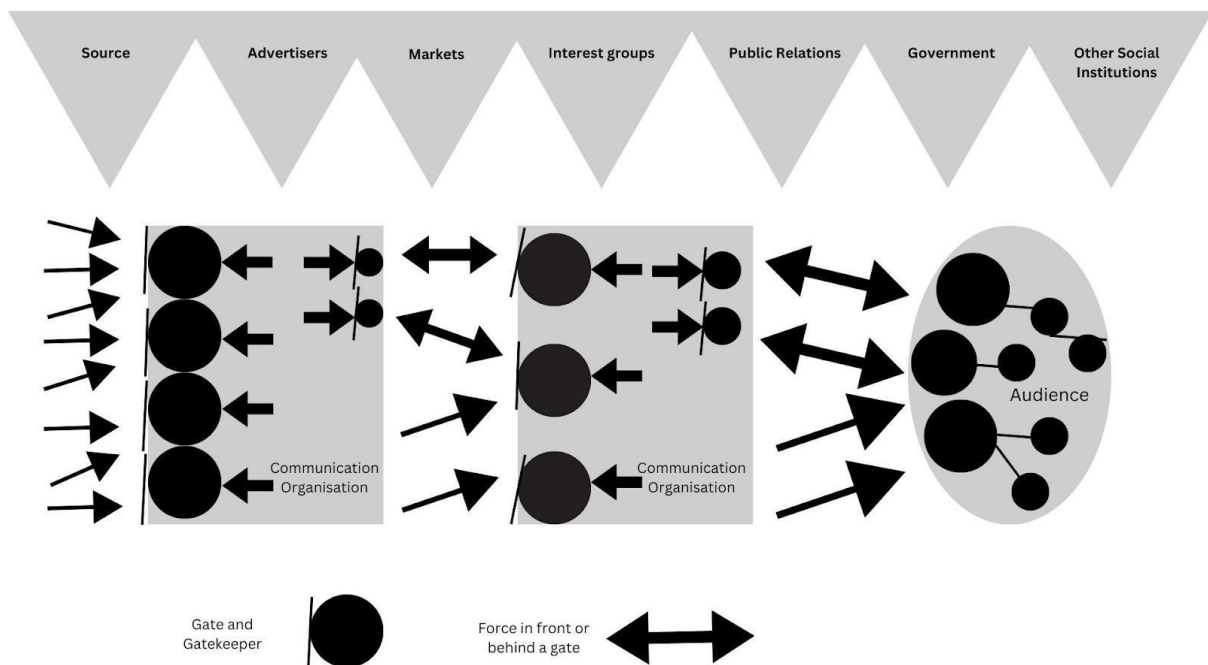 Source
Advertisers
Markets
Interest groups
Public Relations
Government
Other Social
Institutions
Communication
Organisation
Communication
Organisation
Audience
Gate and
Gatekeeper
Force in front or
behind a gate